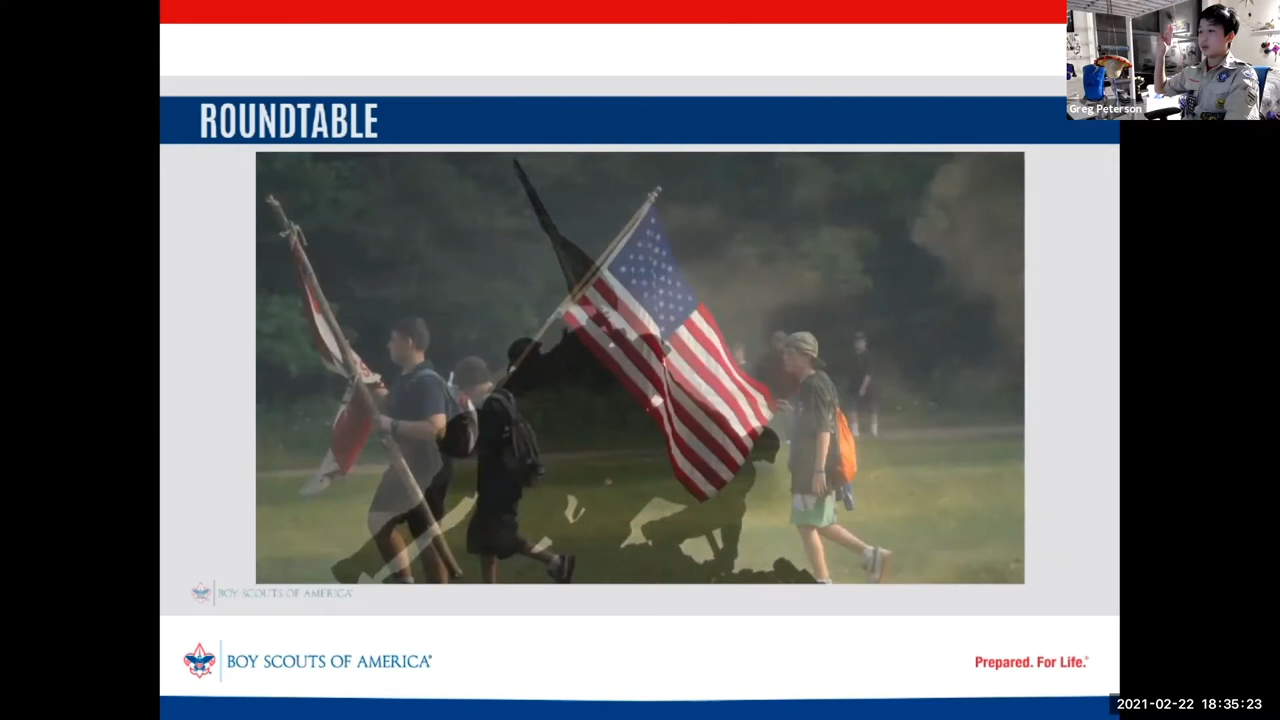 Greg Peterson
ROUNDTABLE
BOY SCOUTS OF AMERICA
BOY SCOUTS OF AMERICA®
Prepared. For Life.®
2021-02-22 18:35:23